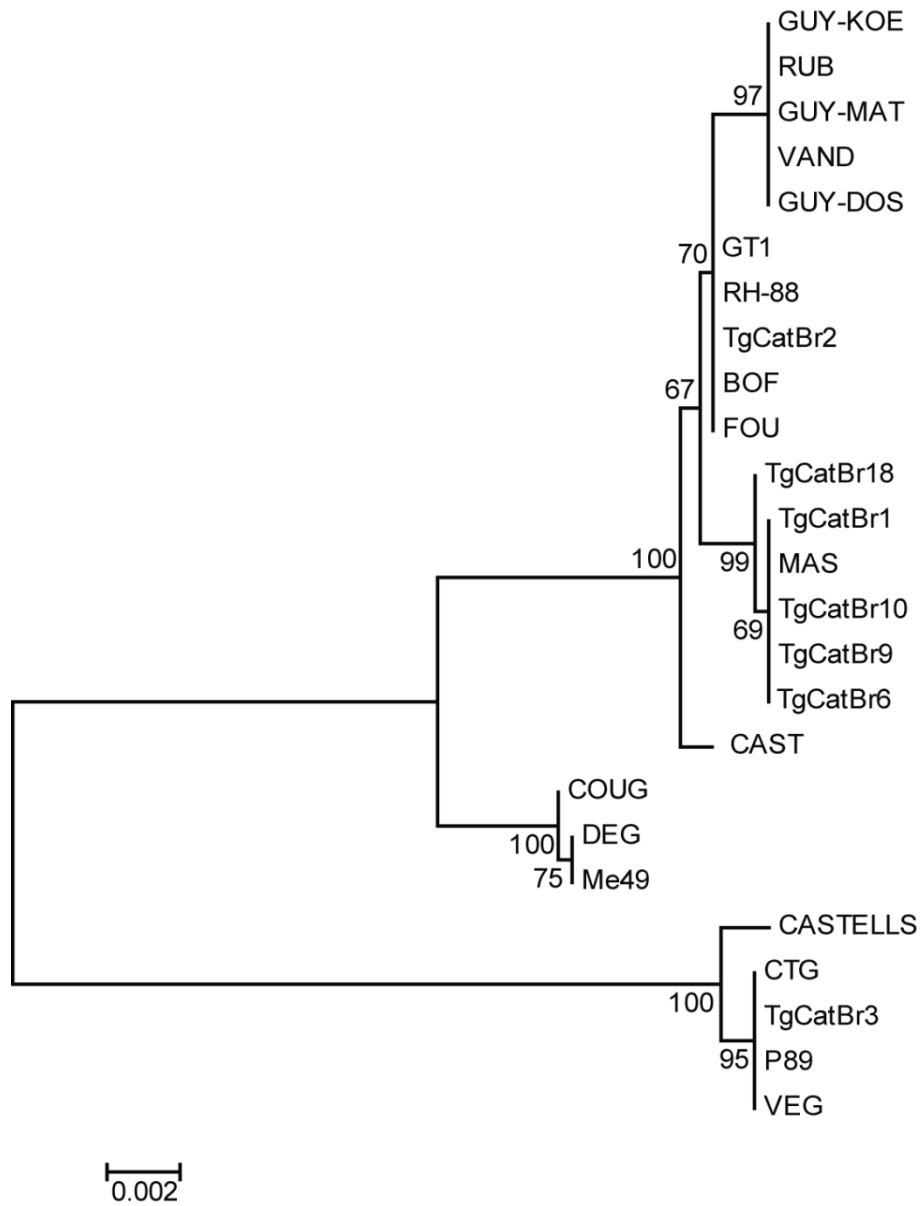 GUY-KOE
RUB
97
GUY-MAT
VAND
GUY-DOS
GT1
70
RH-88
TgCatBr2
BOF
67
FOU
TgCatBr18
TgCatBr1
100
99
MAS
TgCatBr10
69
TgCatBr9
TgCatBr6
CAST
COUG
DEG
100
75
Me49
CASTELLS
CTG
100
TgCatBr3
95
P89
VEG
0.002